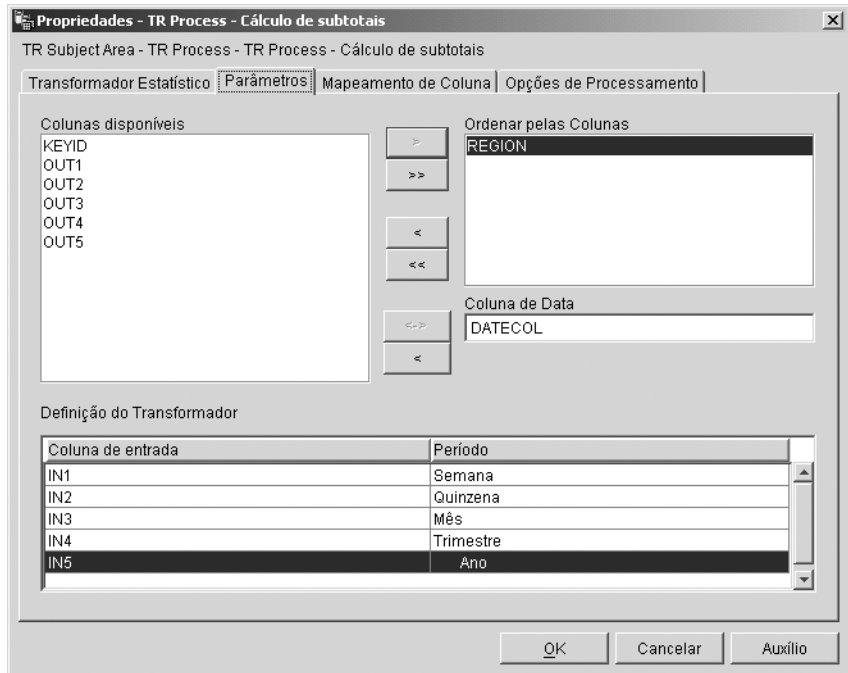 Propriedades - TR Process - Cálculo de subtotais
TR Subject Area - TR Process - TR Process - Cálculo de subtotais
Transformador Estatístico Parâmetros Mapeamento de Coluna Opções de Processamento
Colunas disponíveis
KEYID
OUT1
OUT2
OUT3
OUT4
OUT5
>
>>
<
<<
<->
<
Ordenar pelas Colunas
REGION
Coluna de Data
DATECOL
Definição do Transformador
Coluna de entrada Período
IN1 Semana
IN2 Quinzena
IN3 Mês
IN4 Trimestre
IN5 Ano
OK Cancelar Auxílio